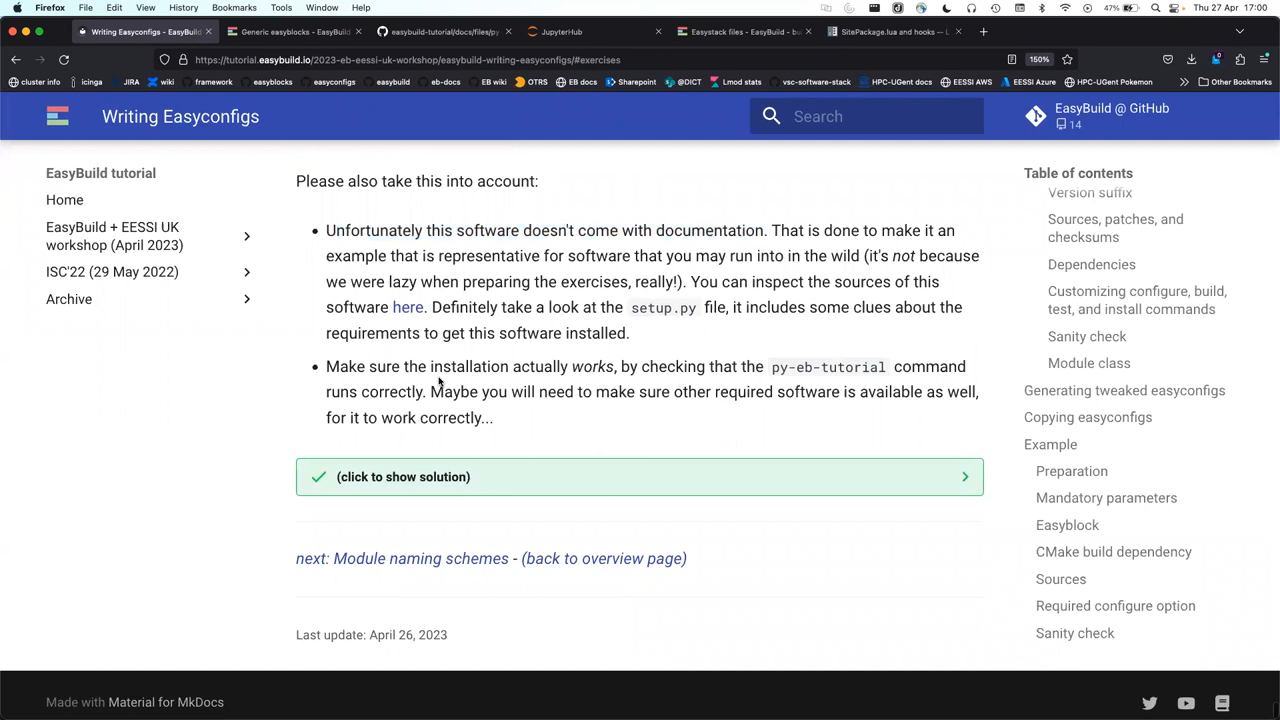 Firefox File Edit View History Bookmarks Tools Window Help 47% Thu 27 Apr 17:00
Writing Easyconfigs - EasyBuild Generic easyblocks - EasyBuild easybuild-tutorial/docs/files/py JupyterHub Easystack files - EasyBuild - bu SitePackage.lua and hooks — L
https://tutorial.easybuild.io/2023-eb-eessi-uk-workshop/easybuild-writing-easyconfigs/#exercises 150%
cluster info icinga JIRA wiki framework easyblocks easyconfigs easybuild eb-docs EB wiki OTRS Sharepoint @DICT Lmod stats vsc-software-stack HPC-UGent docs EESSI AWS EESSI Azure HPC-UGent Pokemon Other Bookmarks
Writing Easyconfigs
Search
EasyBuild @ GitHub
14
EasyBuild tutorial
Home
EasyBuild + EESSI UK
workshop (April 2023)
ISC'22 (29 May 2022)
Archive
Please also take this into account:
Unfortunately this software doesn't come with documentation. That is done to make it an
example that is representative for software that you may run into in the wild (it's not because
we were lazy when preparing the exercises, really!). You can inspect the sources of this
software here. Definitely take a look at the setup.py file, it includes some clues about the
requirements to get this software installed.
Make sure the installation actually works, by checking that the py-eb-tutorial command
runs correctly. Maybe you will need to make sure other required software is available as well,
for it to work correctly...
(click to show solution)
next: Module naming schemes - (back to overview page)
Last update: April 26, 2023
Table of contents
Version suffix
Sources, patches, and
checksums
Dependencies
Customizing configure, build,
test, and install commands
Sanity check
Module class
Generating tweaked easyconfigs
Copying easyconfigs
Example
Preparation
Mandatory parameters
Easyblock
CMake build dependency
Sources
Required configure option
Sanity check
Made with Material for MkDocs